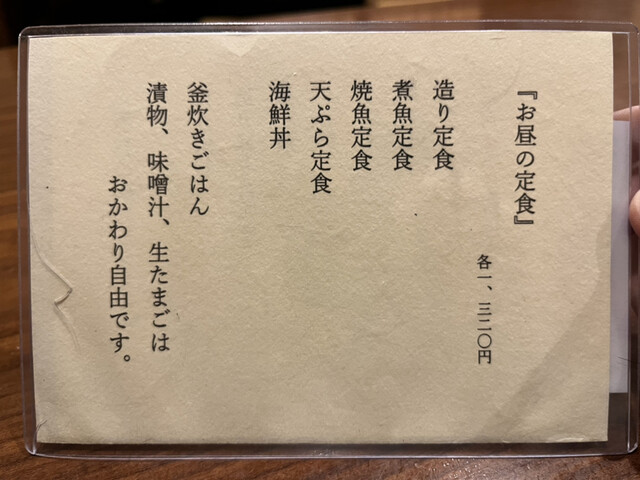 『お昼の定食』
各一、三二〇円
造り定食
煮魚定食
焼魚定食
天ぷら定食
海鮮丼
釜炊きごはん
漬物、味噌汁、生たまごは
おかわり自由です。